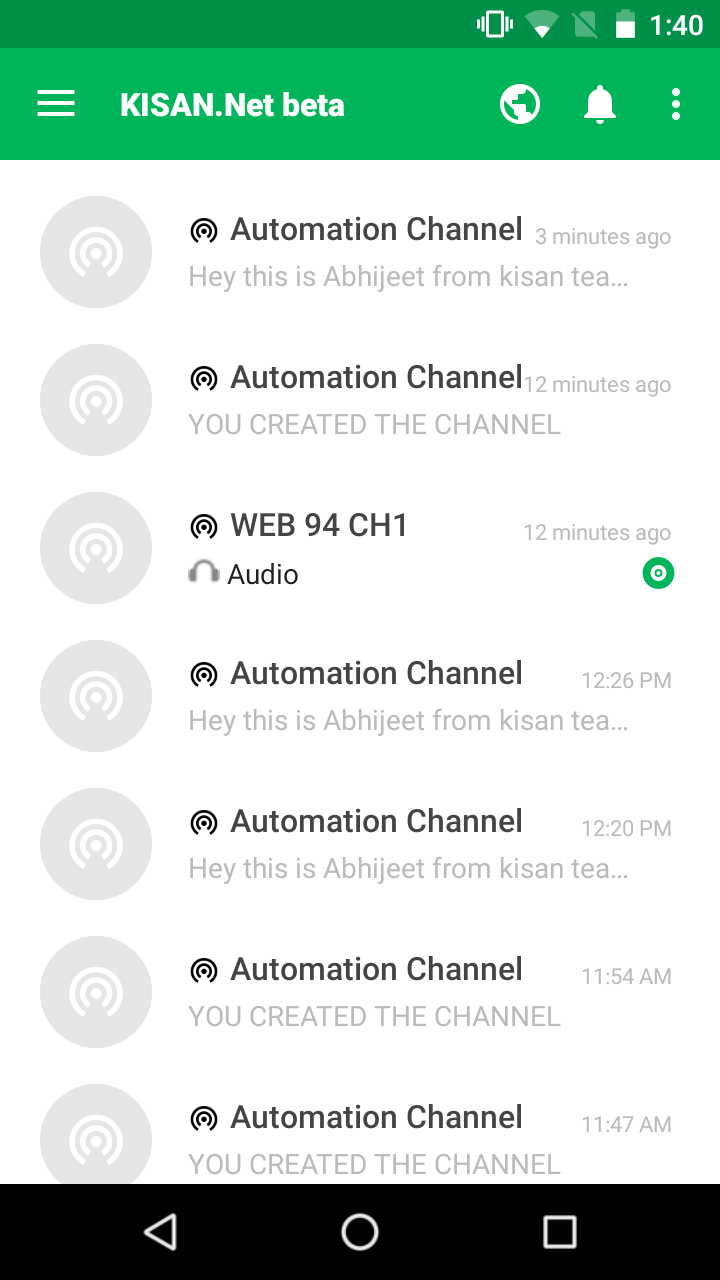 1:40
KISAN.Net beta
Automation Channel 3 minutes ago
Hey this is Abhijeet from kisan tea...
Automation Channel 12 minutes ago
YOU CREATED THE CHANNEL
WEB 94 CH1 12 minutes ago
Audio
Automation Channel 12:26 PM
Hey this is Abhijeet from kisan tea...
Automation Channel 12:20 PM
Hey this is Abhijeet from kisan tea...
Automation Channel 11:54 AM
YOU CREATED THE CHANNEL
Automation Channel 11:47 AM
YOU CREATED THE CHANNEL